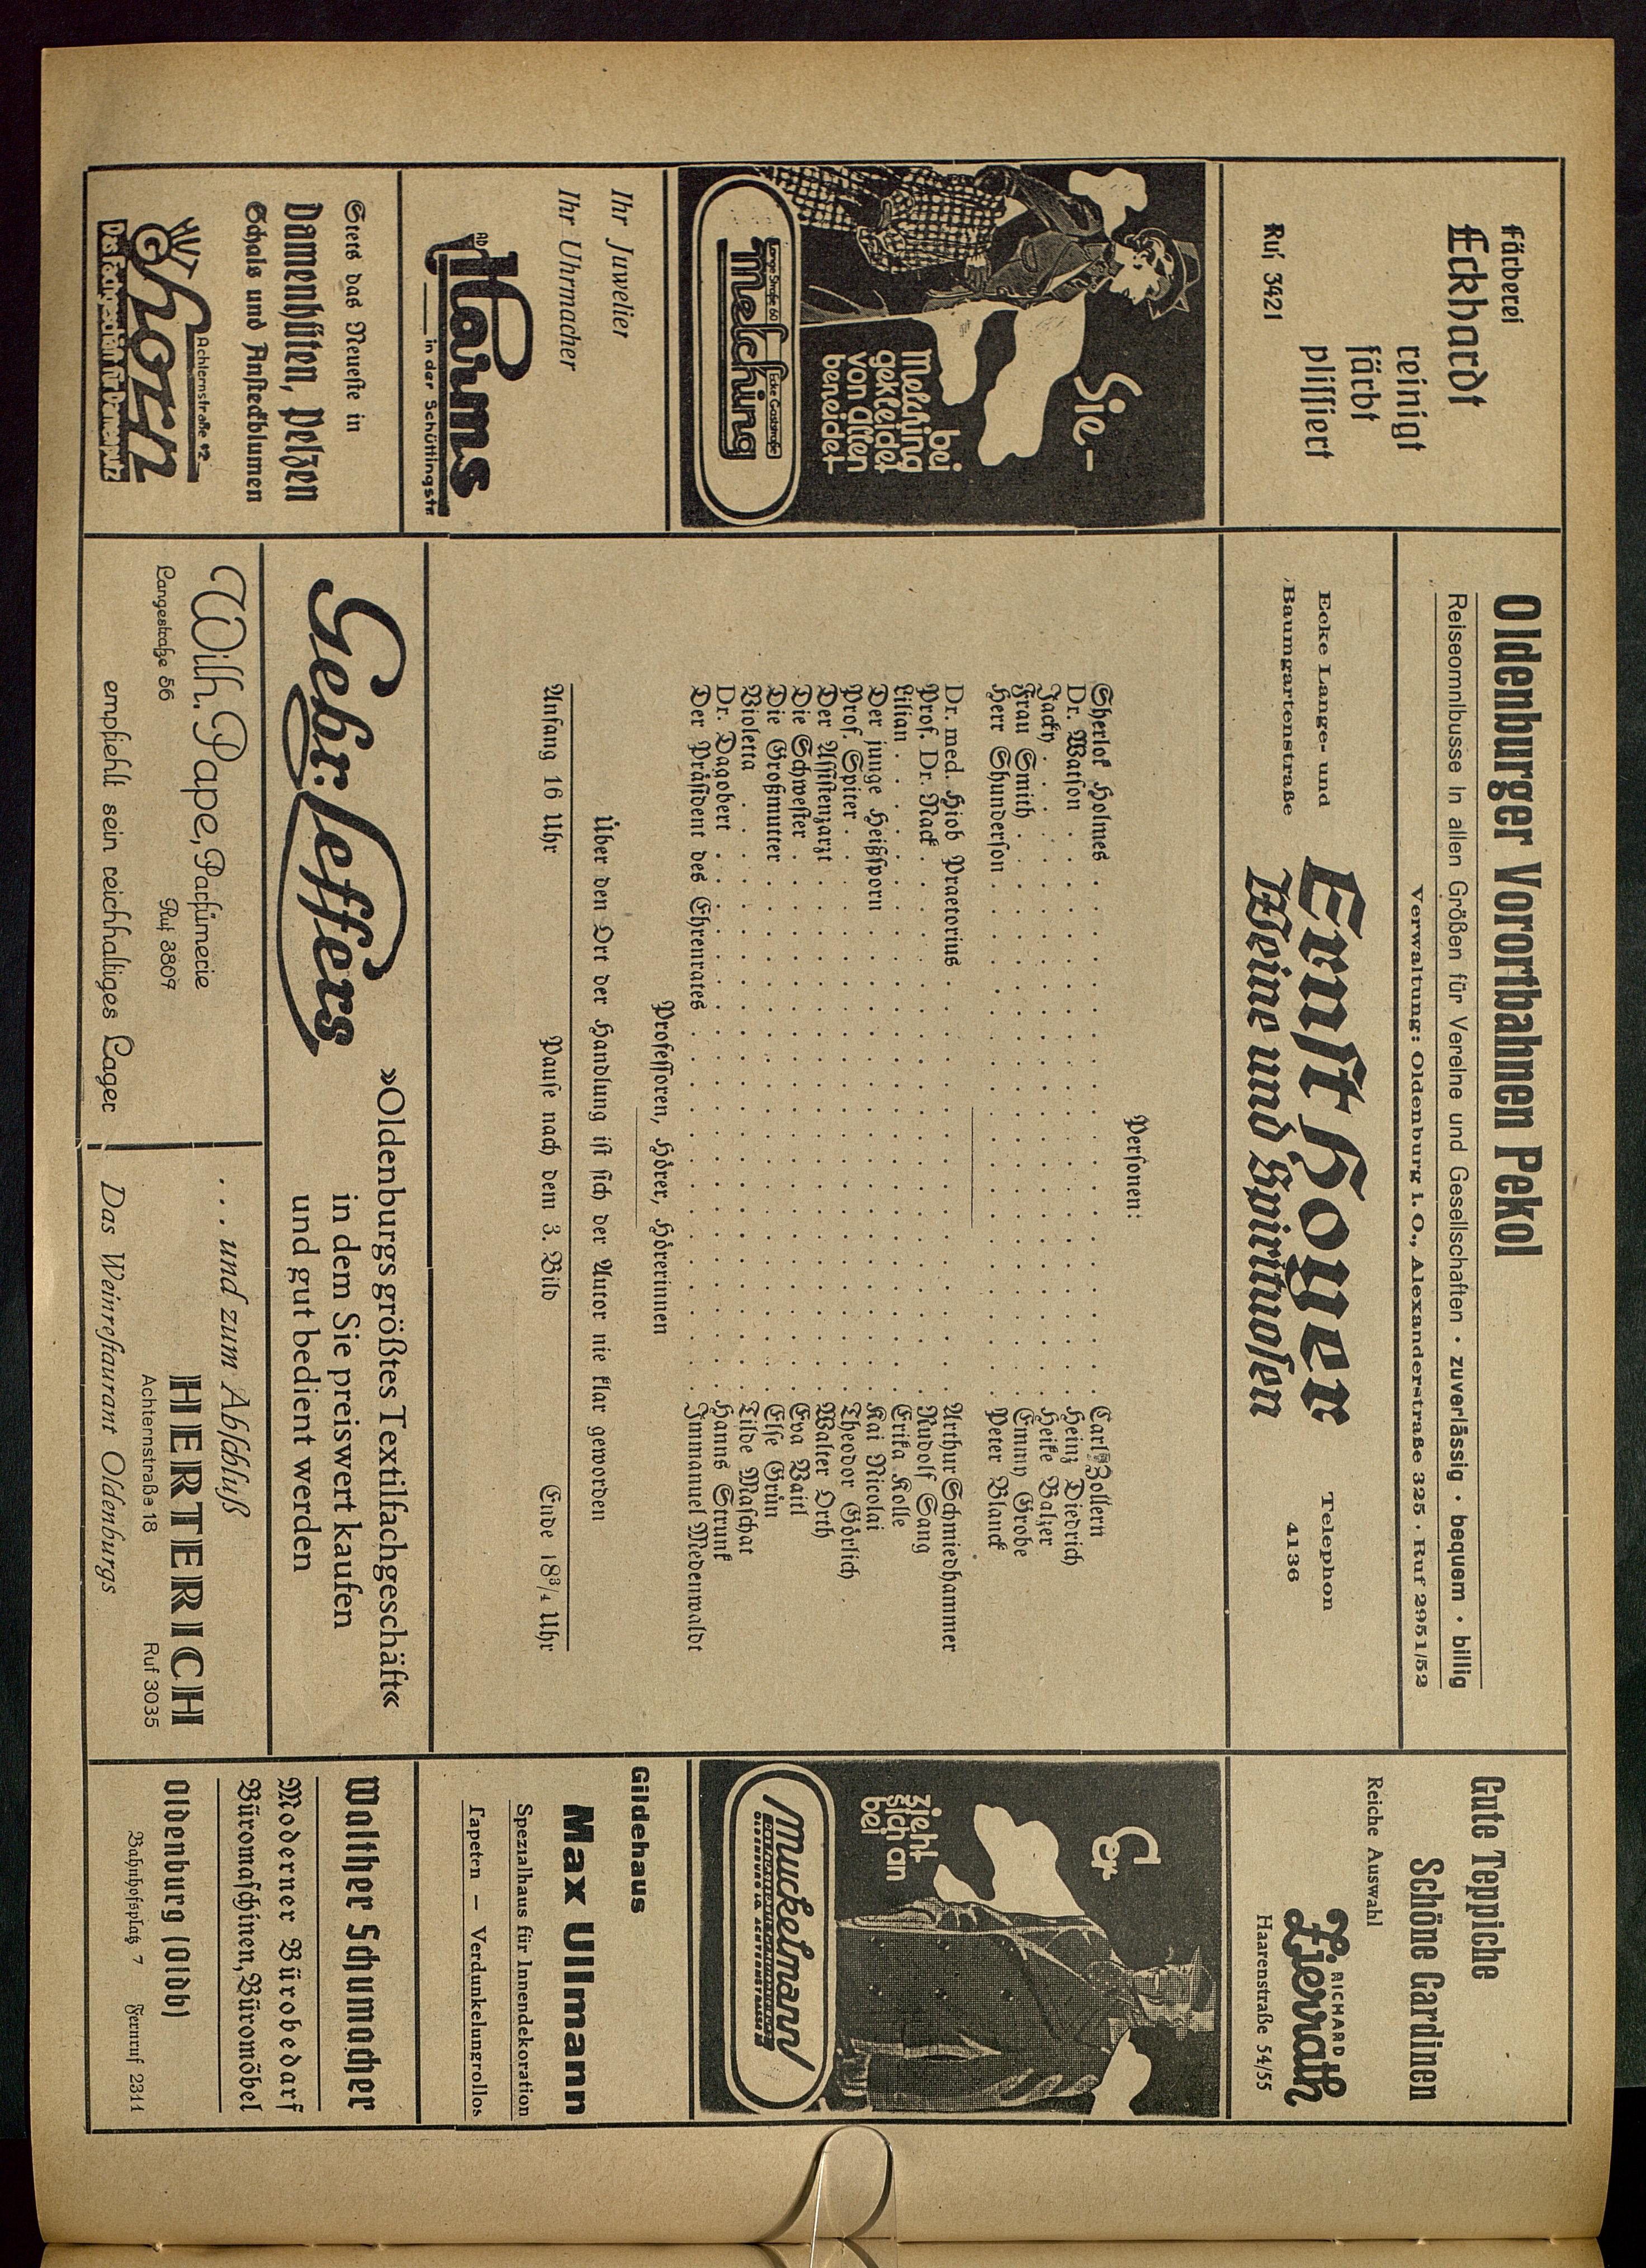 Färberei
Eckhardt
reinigt
färbt
plissiert
Ruf 3421
Oldenburger Vorortbahnen Pekol
Reiseomnibusse in allen Größen für Vereine und Gesellschaften · zuverlässig · bequem · billig
Verwaltung: Oldenburg i. O., Alexanderstraße 325 · Ruf 2951/52
Ecke Lange- und
Baumgartenstraße
Ernst Hoyer
Weine und Spirituosen
Telephon
4136
Gute Teppiche
Schöne Gardinen
Reiche Auswahl
RICHARD
Zierrath
Haarenstraße 54/55
Sie-
bei
Melching
gekleidet
von allen
beneidet-
Lange Straße 60
Ecke Gaststraße
Melching
Personen:
Sherlok Holmes . . . Carl Zollern
Dr. Watson . . . Heinz Diedrich
Jacky . . . Heike Balzer
Frau Smith . . . Emmy Grobe
Herr Shunderson . . . Peter Blanck
Dr. med. Hiob Praetorius . . . Arthur Schmiedhammer
Prof. Dr. Nack . . . Rudolf Sang
Lilian . . . Erika Kolle
Der junge Heißsporn . . . Kai Nicolai
Prof. Spiter . . . Theodor Görlich
Der Assistenzarzt . . . Walter Orth
Die Schwester . . . Eva Baitl
Die Großmutter . . . Else Grün
Violetta . . . Tilde Maschat
Dr. Dagobert . . . Hanns Strunk
Der Präsident des Ehrenrates . . . Immanuel Medenwaldt
Professoren, Hörer, Hörerinnen
Über den Ort der Handlung ist sich der Autor nie klar geworden
Anfang 16 Uhr Pause nach dem 3. Bild Ende 18¾ Uhr
Er
zieht
sich an
bei
Muckelmann
Ihr Juwelier
Ihr Uhrmacher
AD
Harms
in der Schüttingstr
Gildehaus
Max Ullmann
Spezialhaus für Innendekoration
Tapeten — Verdunkelungrollos
Stets das Neueste in
Damenhüten, Pelzen
Schals und Ansteckblumen
Achternstraße 42
Ghorn
Das Fachgeschäft für Damenputz
Gebr. Leffers
»Oldenburgs größtes Textilfachgeschäft«
in dem Sie preiswert kaufen
und gut bedient werden
Wilh. Pape, Parfümerie
Langestraße 56 Ruf 3809
empfiehlt sein reichhaltiges Lager
... und zum Abschluß
HERTERICH
Achternstraße 18 Ruf 3035
Das Weinrestaurant Oldenburgs
Walther Schumacher
Moderner Bürobedarf
Büromaschinen, Büromöbel
Oldenburg (Oldb)
Bahnhofsplatz 7 Fernruf 2311